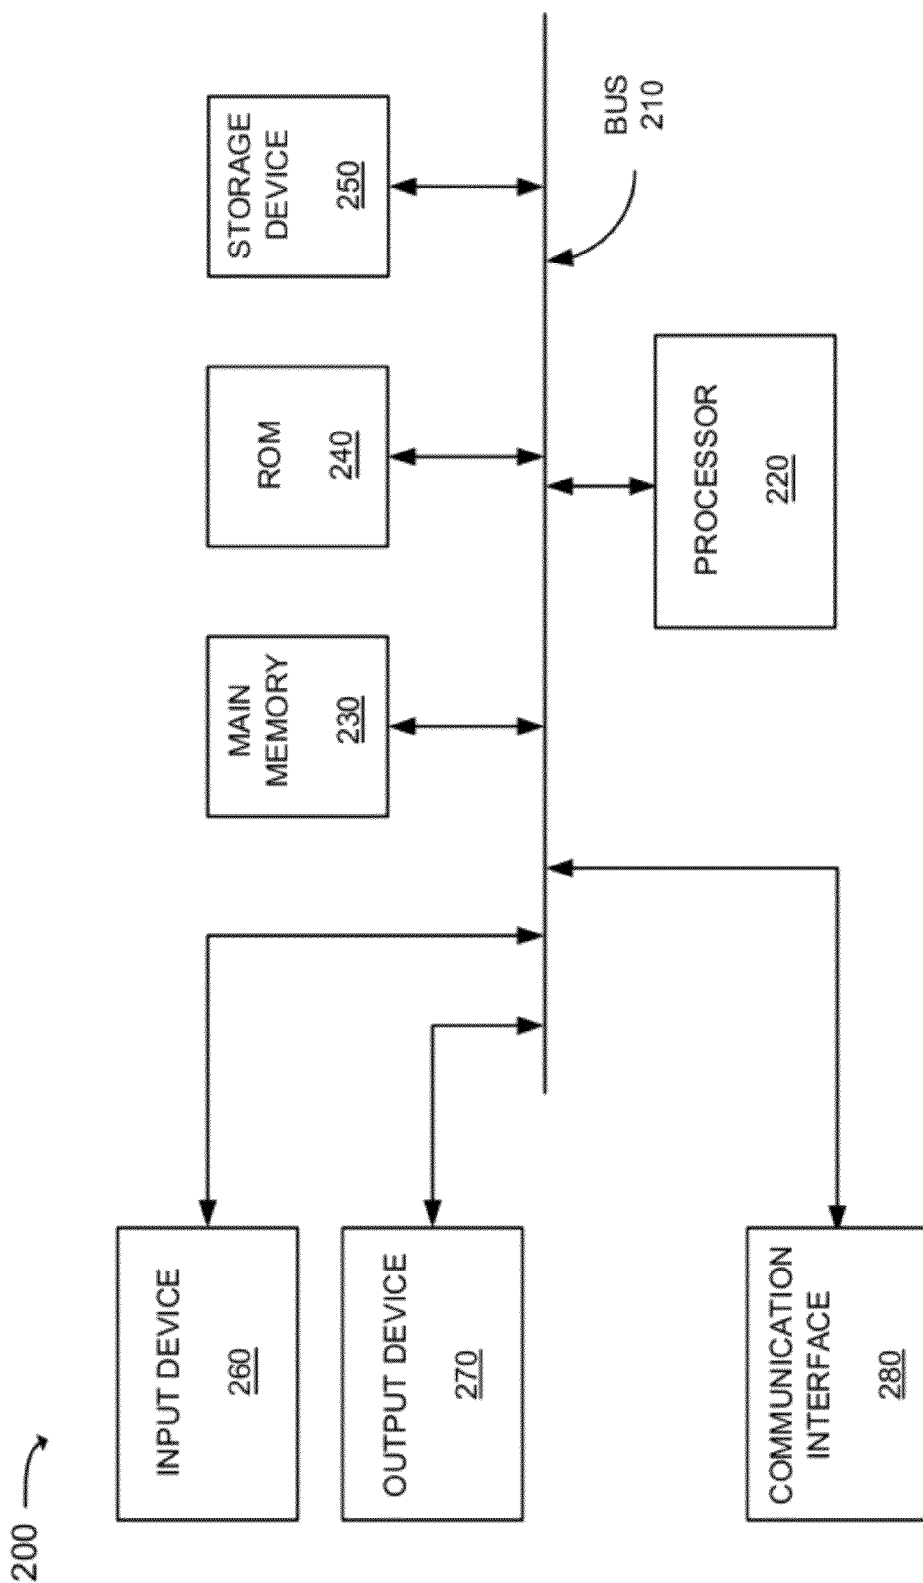 200
INPUT DEVICE
260
OUTPUT DEVICE
270
COMMUNICATION
INTERFACE
280
MAIN
MEMORY
230
ROM
240
STORAGE
DEVICE
250
PROCESSOR
220
BUS
210